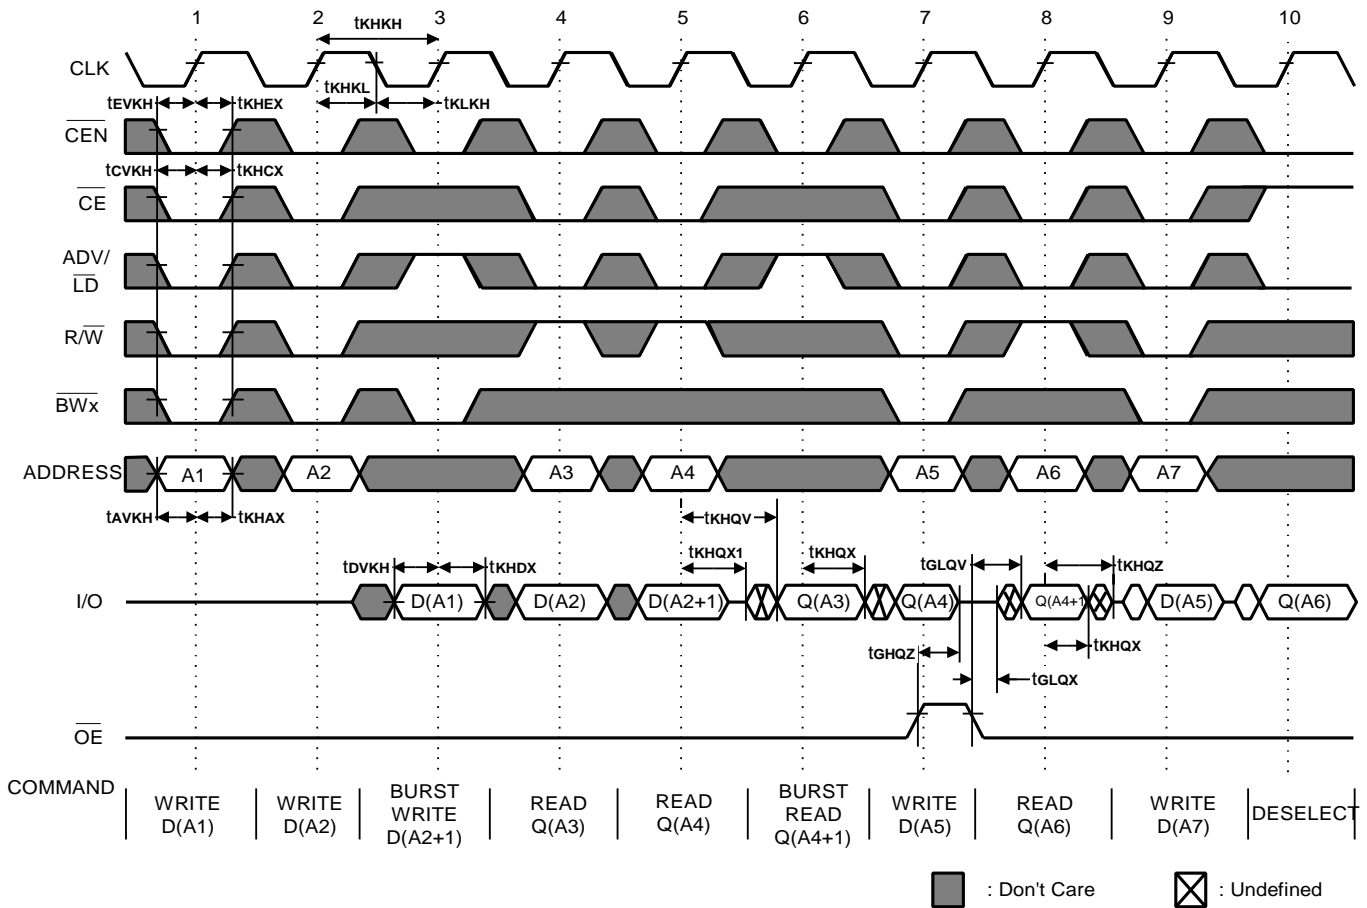 1 2 3 4 5 6 7 8 9 10
tKHKH
CLK
tKHKL tKLKH
tEVKH tKHEX
CEN
tCVKH tKHCX
CE
ADV/
LD
R/W
BWx
ADDRESS A1 A2 A3 A4 A5 A6 A7
tAVKH tKHAX tKHQV
tDVKH tKHDX tKHQX1 tKHQX tGLQV tKHQZ
I/O D(A1) D(A2) D(A2+1) Q(A3) Q(A4) Q(A4+1 D(A5) Q(A6)
tGHQZ tKHQX
tGLQX
OE
COMMAND
WRITE
D(A1)
WRITE
D(A2)
BURST
WRITE
D(A2+1)
READ
Q(A3)
READ
Q(A4)
BURST
READ
Q(A4+1)
WRITE
D(A5)
READ
Q(A6)
WRITE
D(A7)
DESELECT
: Don't Care : Undefined